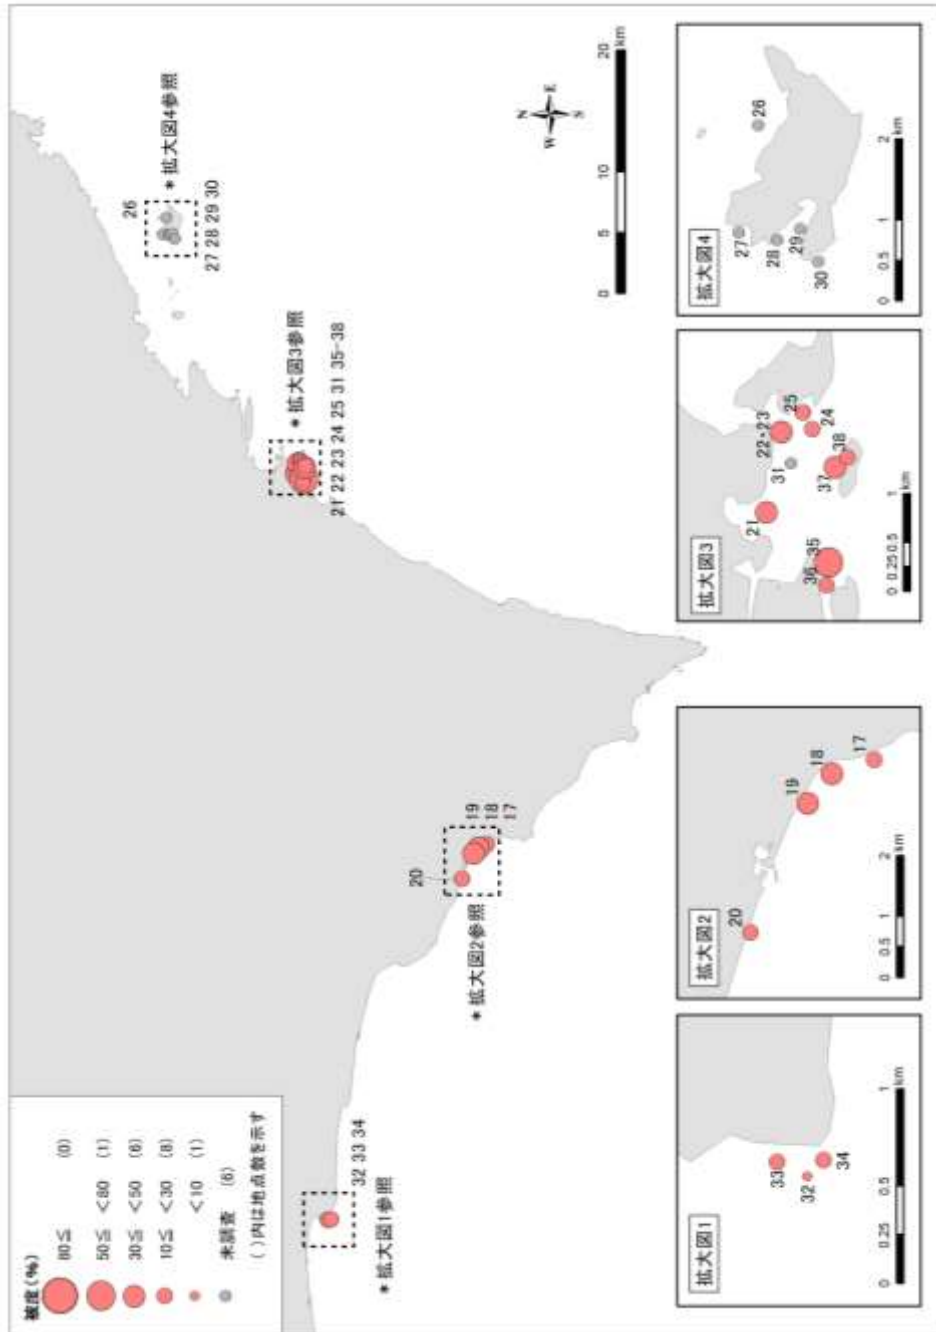 被度(%)
80≦ (0)
50≦ <80 (1)
30≦ <50 (6)
10≦ <30 (8)
<10 (1)
未調査 (6)
( )内は地点数を示す
32 33 34
*拡大図1参照
20
19
18
17
*拡大図2参照
*拡大図3参照
21 22 23 24 25 31 35-38
26
*拡大図4参照
27 28 29 30
N
W E
S
0 5 10 20
km
拡大図1
33
32
34
0 0.25 0.5 1
km
拡大図2
20
19
18
17
0 0.5 1 2
km
拡大図3
21
22・23
25
24
31
38
37
36
35
0 0.25 0.5 1
km
拡大図4
26
27
28
29
30
0 0.5 1 2
km